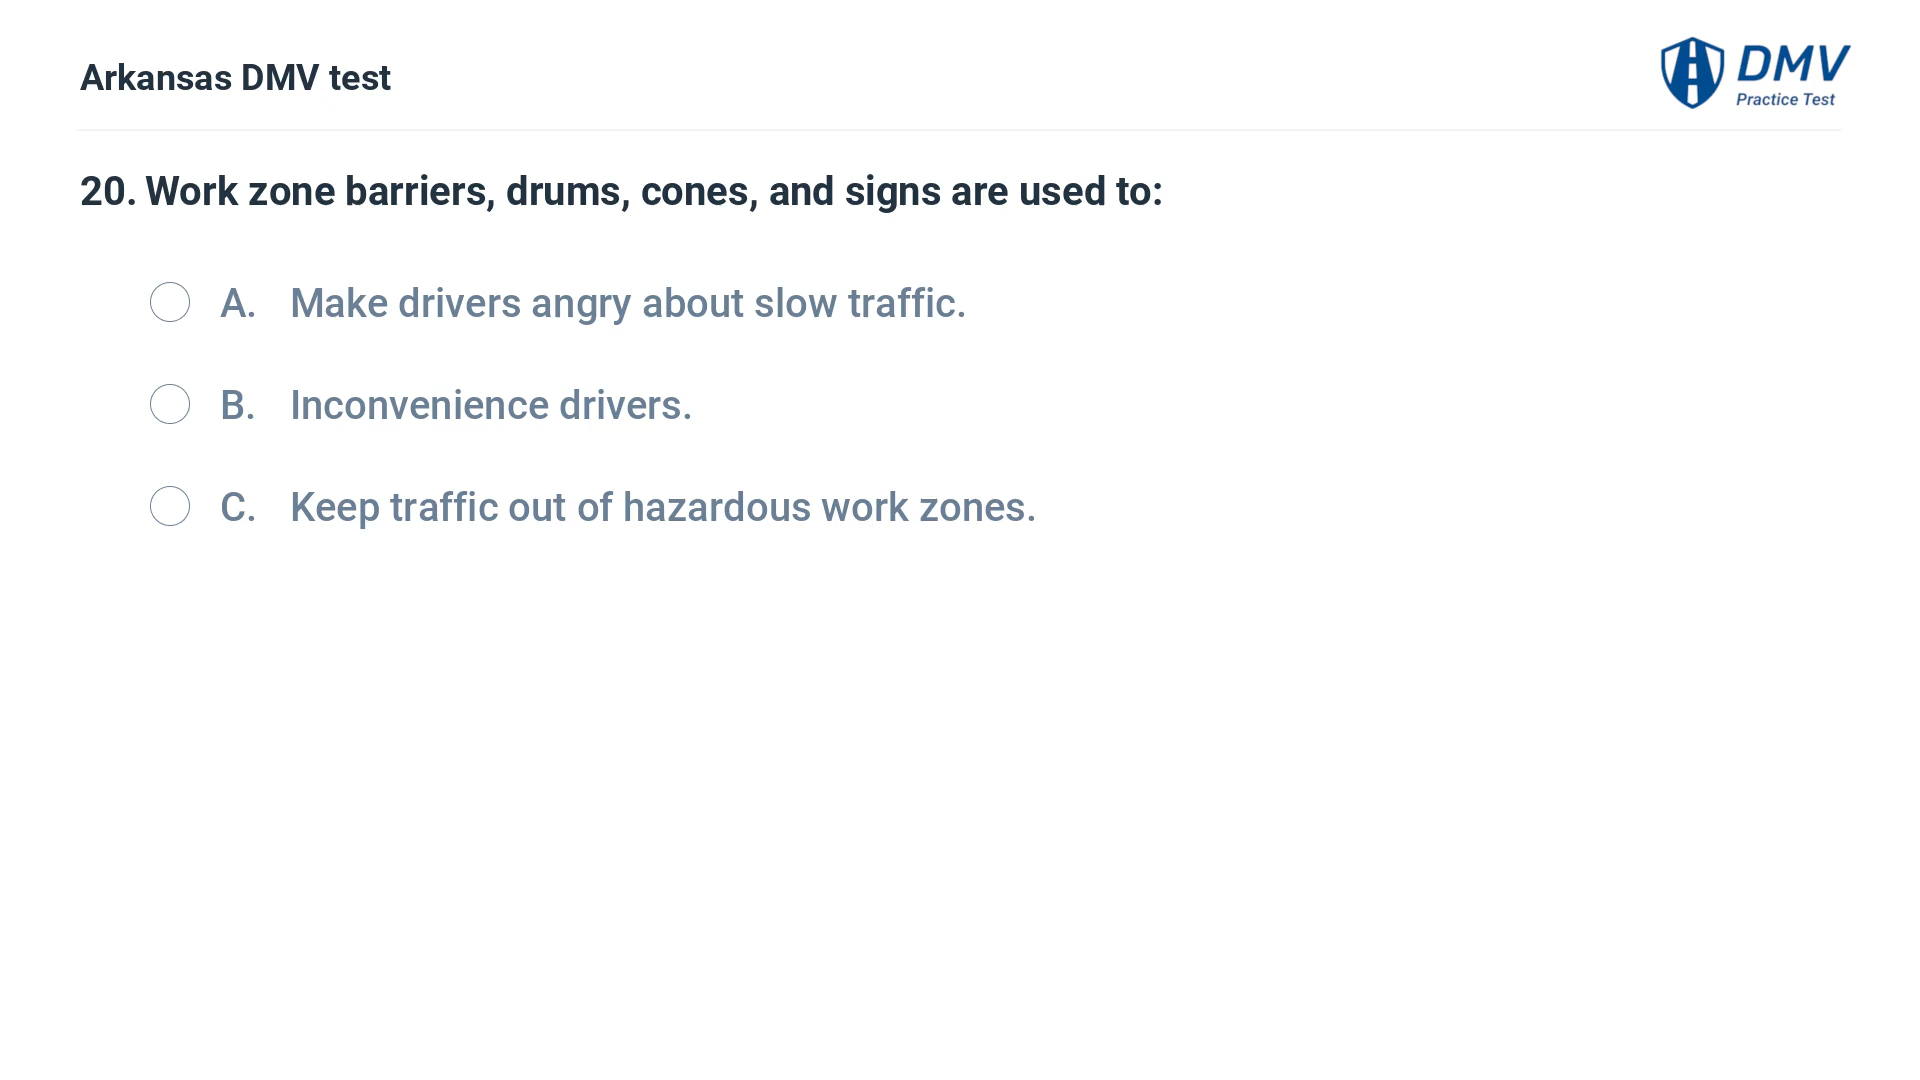 Arkansas DMV test
DMV
Practice Test
20. Work zone barriers, drums, cones, and signs are used to:
A. Make drivers angry about slow traffic.
B. Inconvenience drivers.
C. Keep traffic out of hazardous work zones.